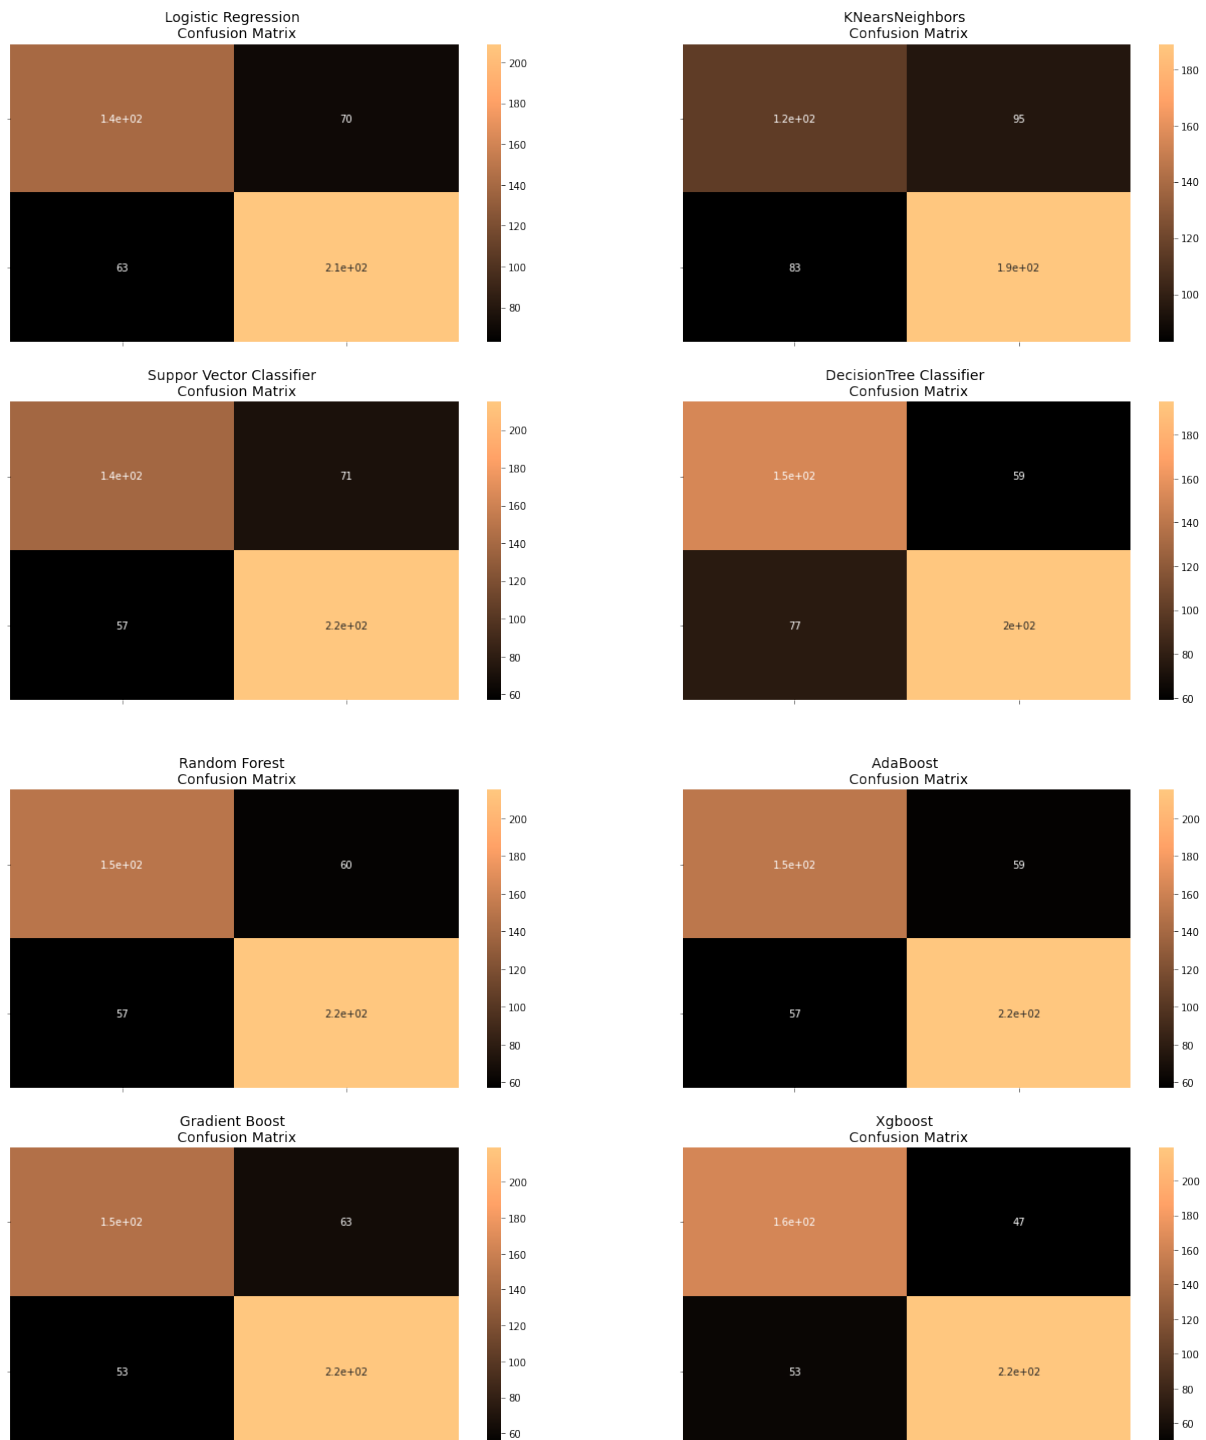 Logistic Regression
Confusion Matrix
1.4e+02
70
63
2.1e+02
200
180
160
140
120
100
80
KNearsNeighbors
Confusion Matrix
1.2e+02
95
83
1.9e+02
180
160
140
120
100
Suppor Vector Classifier
Confusion Matrix
1.4e+02
71
57
2.2e+02
200
180
160
140
120
100
80
60
DecisionTree Classifier
Confusion Matrix
1.5e+02
59
77
2e+02
180
160
140
120
100
80
60
Random Forest
Confusion Matrix
1.5e+02
60
57
2.2e+02
200
180
160
140
120
100
80
60
AdaBoost
Confusion Matrix
1.5e+02
59
57
2.2e+02
200
180
160
140
120
100
80
60
Gradient Boost
Confusion Matrix
1.5e+02
63
53
2.2e+02
200
180
160
140
120
100
80
60
Xgboost
Confusion Matrix
1.6e+02
47
53
2.2e+02
200
180
160
140
120
100
80
60